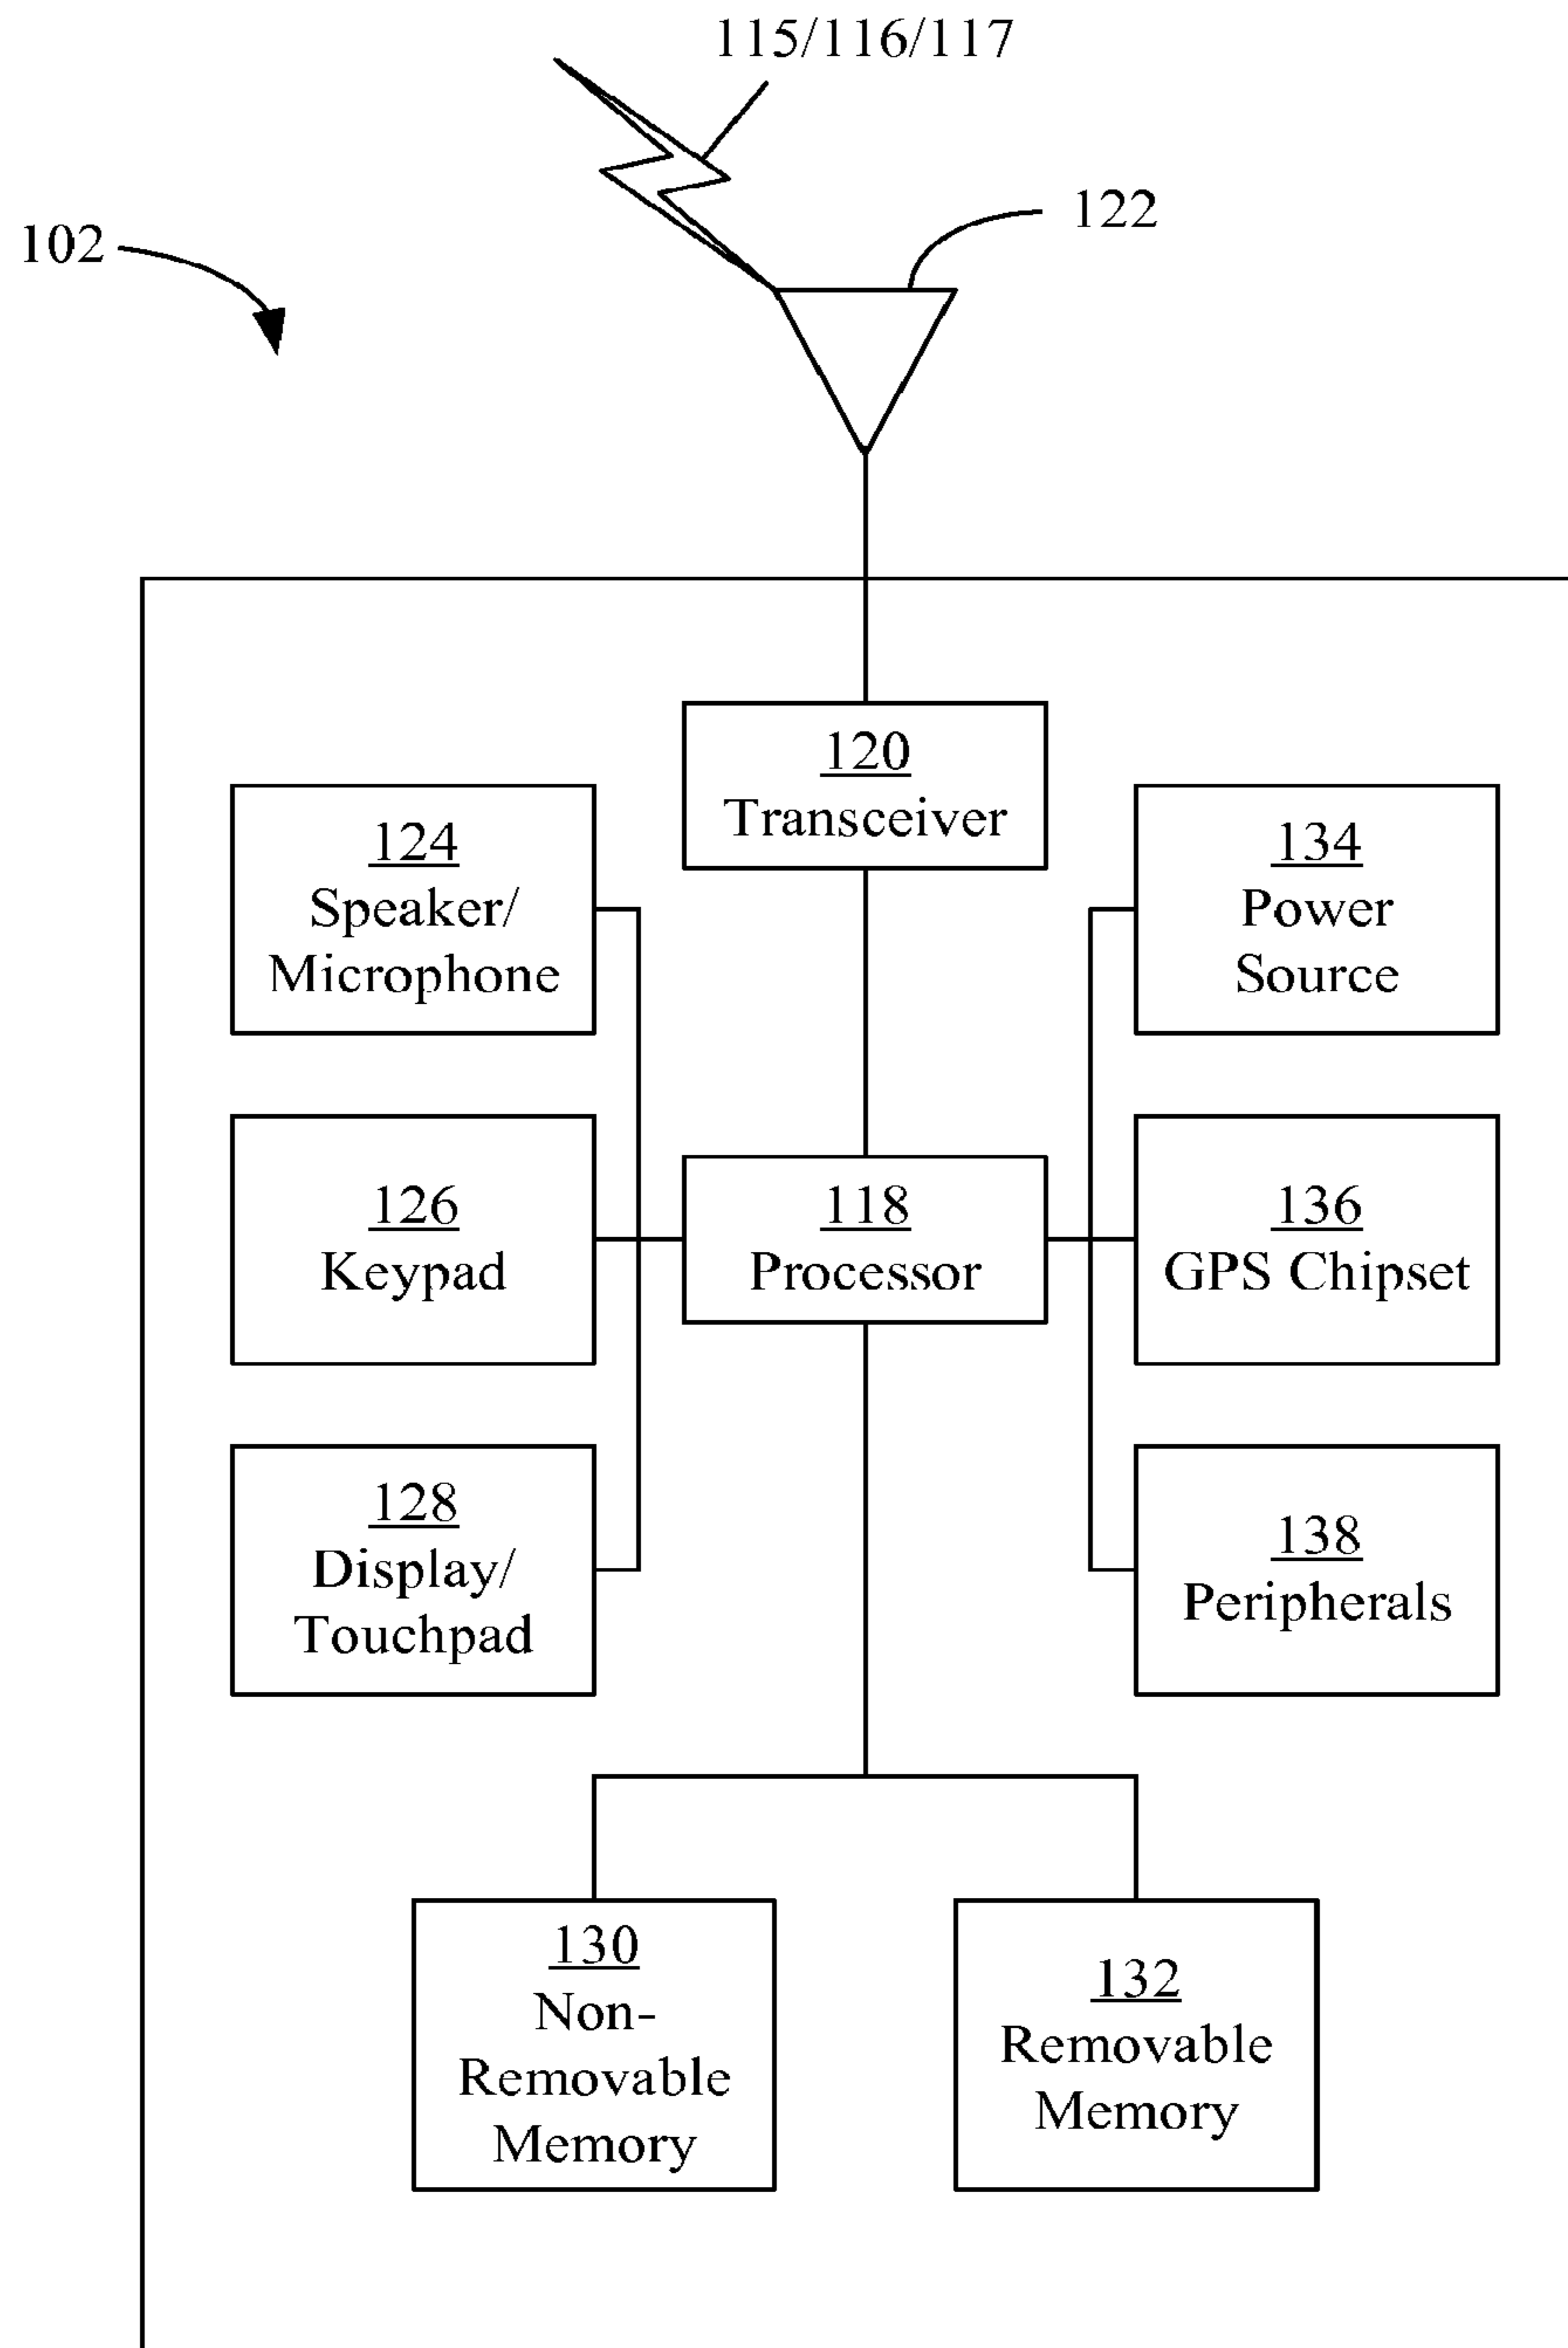 115/116/117
122
102
120
Transceiver
124
Speaker/
Microphone
134
Power
Source
126
Keypad
118
Processor
136
GPS Chipset
128
Display/
Touchpad
138
Peripherals
130
Non-
Removable
Memory
132
Removable
Memory